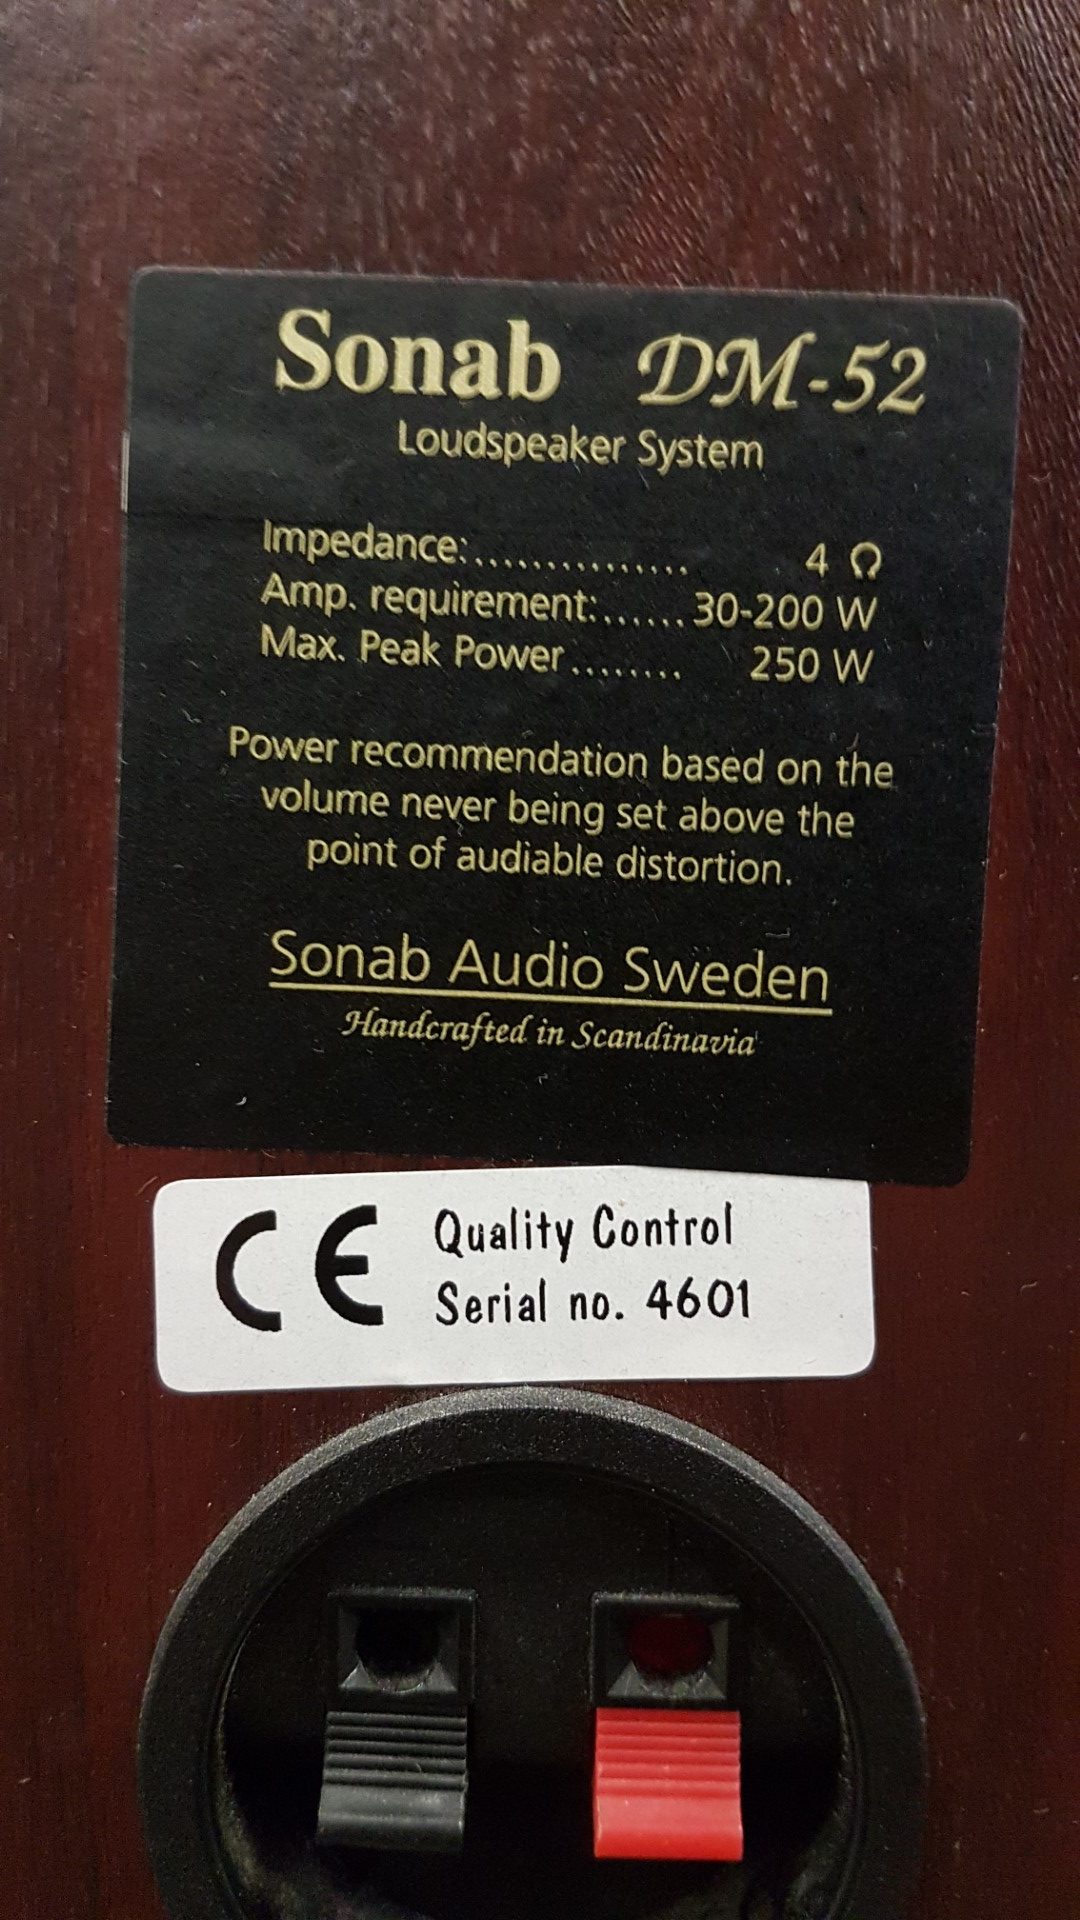 Sonab DM-52
Loudspeaker System
Impedance:................ 4 Ω
Amp. requirement:......30-200 W
Max. Peak Power........ 250 W
Power recommendation based on the
volume never being set above the
point of audiable distortion.
Sonab Audio Sweden
Handcrafted in Scandinavia
CE Quality Control
Serial no. 4601